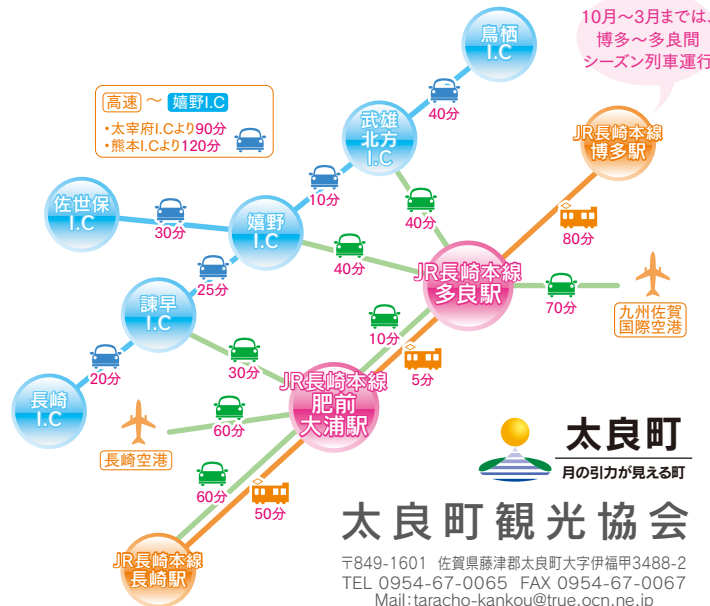 10月〜3月までは、
博多〜多良間
シーズン列車運行
鳥栖
I.C
高速 〜 嬉野I.C
・太宰府I.Cより90分
・熊本I.Cより120分
40分
武雄
北方
I.C
JR長崎本線
博多駅
10分
佐世保
I.C
30分
嬉野
I.C
40分
40分
80分
25分
JR長崎本線
多良駅
70分
九州佐賀
国際空港
諫早
I.C
10分
5分
20分
30分
長崎
I.C
JR長崎本線
肥前
大浦駅
60分
長崎空港
60分
50分
JR長崎本線
長崎駅
太良町
月の引力が見える町
太良町観光協会
〒849-1601 佐賀県藤津郡太良町大字伊福甲3488-2
TEL 0954-67-0065 FAX 0954-67-0067
Mail:taracho-kankou@true.ocn.ne.jp